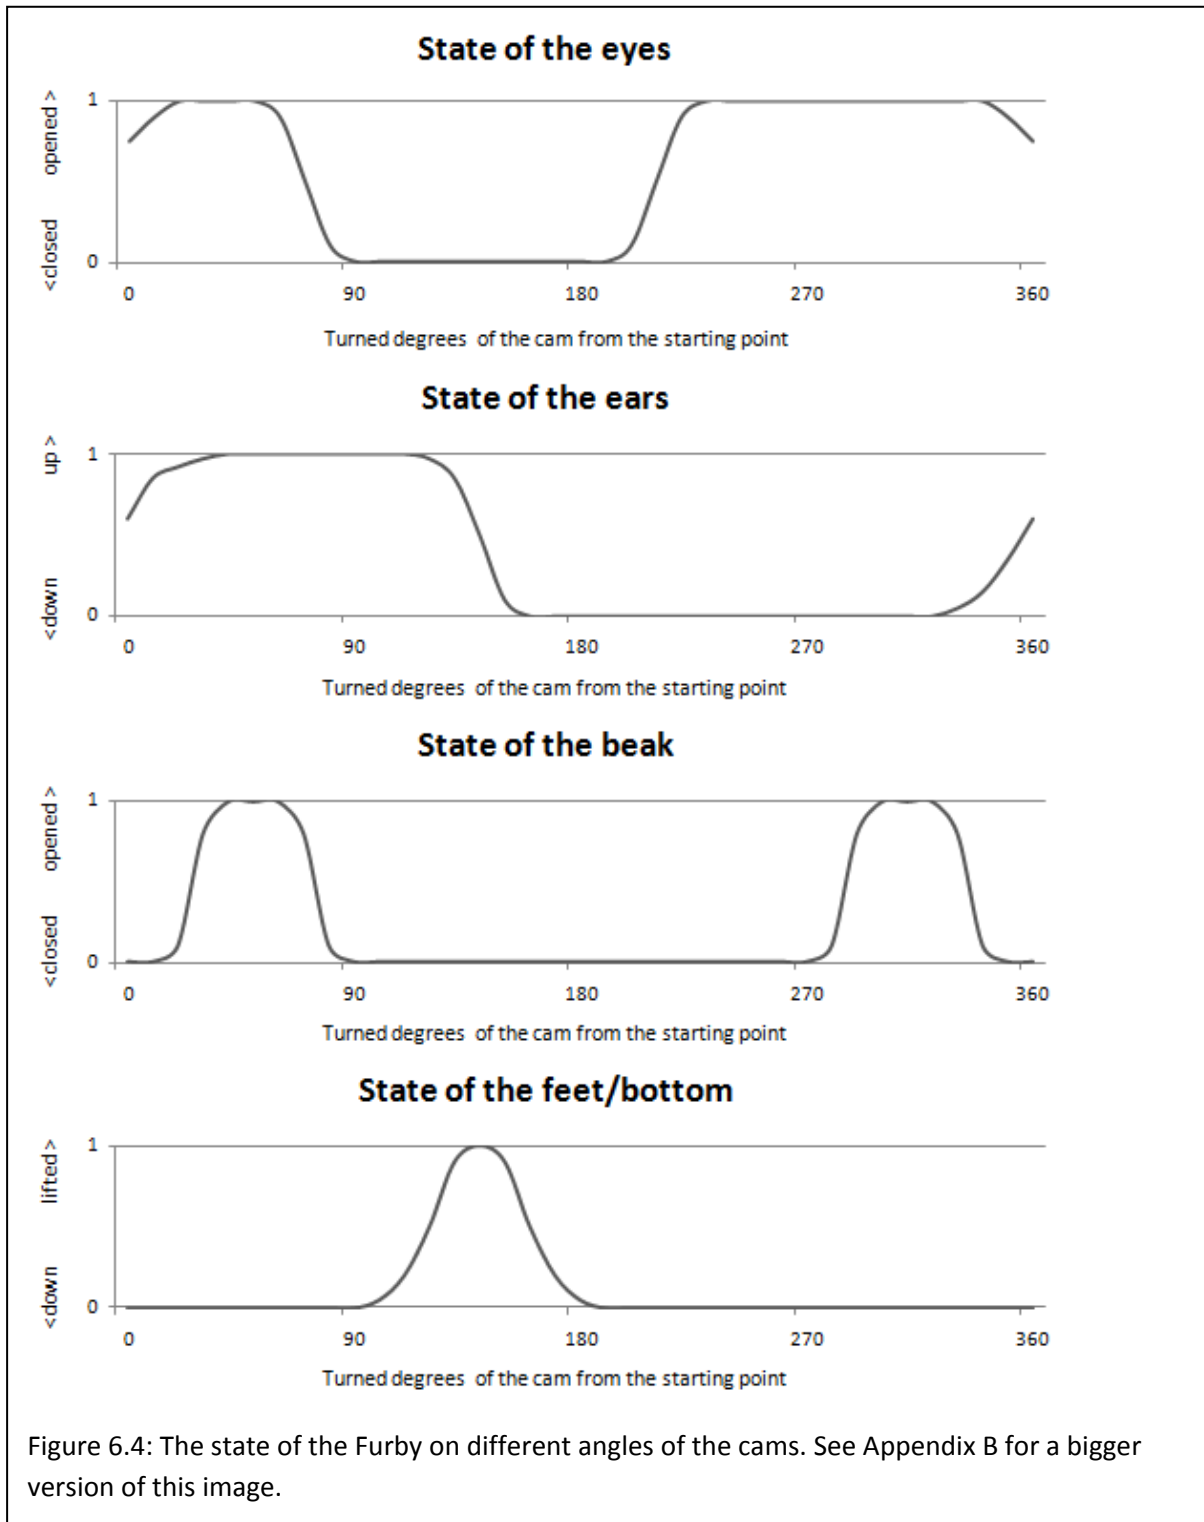 State of the eyes
<closed opened >
1
0
0 90 180 270 360
Turned degrees of the cam from the starting point
State of the ears
<down up >
1
0
0 90 180 270 360
Turned degrees of the cam from the starting point
State of the beak
<closed opened >
1
0
0 90 180 270 360
Turned degrees of the cam from the starting point
State of the feet/bottom
<down lifted >
1
0
0 90 180 270 360
Turned degrees of the cam from the starting point
Figure 6.4: The state of the Furby on different angles of the cams. See Appendix B for a bigger
version of this image.